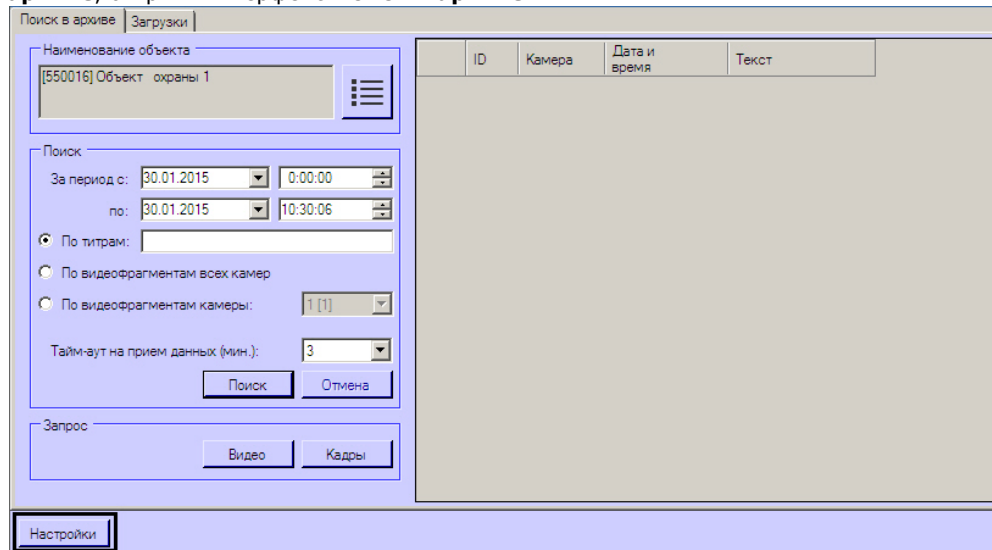 Поиск в архиве Загрузки
Наименование объекта
[550016] Объект охраны 1
Поиск
За период с: 30.01.2015 0:00:00
по: 30.01.2015 10:30:06
По титрам:
По видеофрагментам всех камер
По видеофрагментам камеры: 1 [1]
Тайм-аут на прием данных (мин.): 3
Поиск Отмена
Запрос
Видео Кадры
ID Камера Дата и время Текст
Настройки